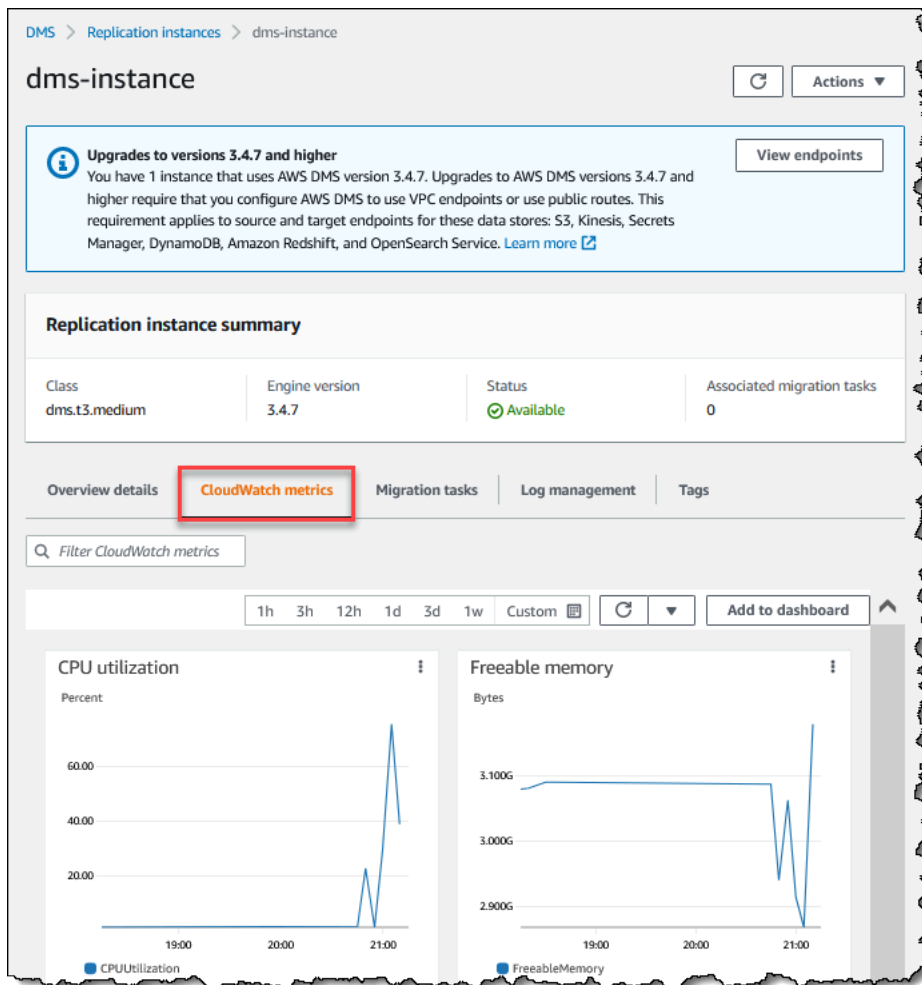 DMS > Replication instances > dms-instance
dms-instance
Actions
Upgrades to versions 3.4.7 and higher
View endpoints
You have 1 instance that uses AWS DMS version 3.4.7. Upgrades to AWS DMS versions 3.4.7 and
higher require that you configure AWS DMS to use VPC endpoints or use public routes. This
requirement applies to source and target endpoints for these data stores: S3, Kinesis, Secrets
Manager, DynamoDB, Amazon Redshift, and OpenSearch Service. Learn more
Replication instance summary
Class Engine version Status Associated migration tasks
dms.t3.medium 3.4.7 Available 0
Overview details CloudWatch metrics Migration tasks Log management Tags
Filter CloudWatch metrics
1h 3h 12h 1d 3d 1w Custom Add to dashboard
CPU utilization
Percent
60.00
40.00
20.00
19:00 20:00 21:00
CPUUtilization
Freeable memory
Bytes
3.100G
3.000G
2.900G
19:00 20:00 21:00
FreeableMemory